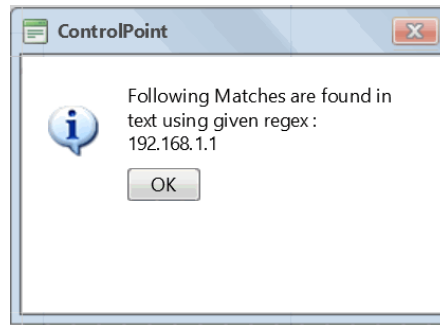 ControlPoint
Following Matches are found in
text using given regex :
192.168.1.1
OK